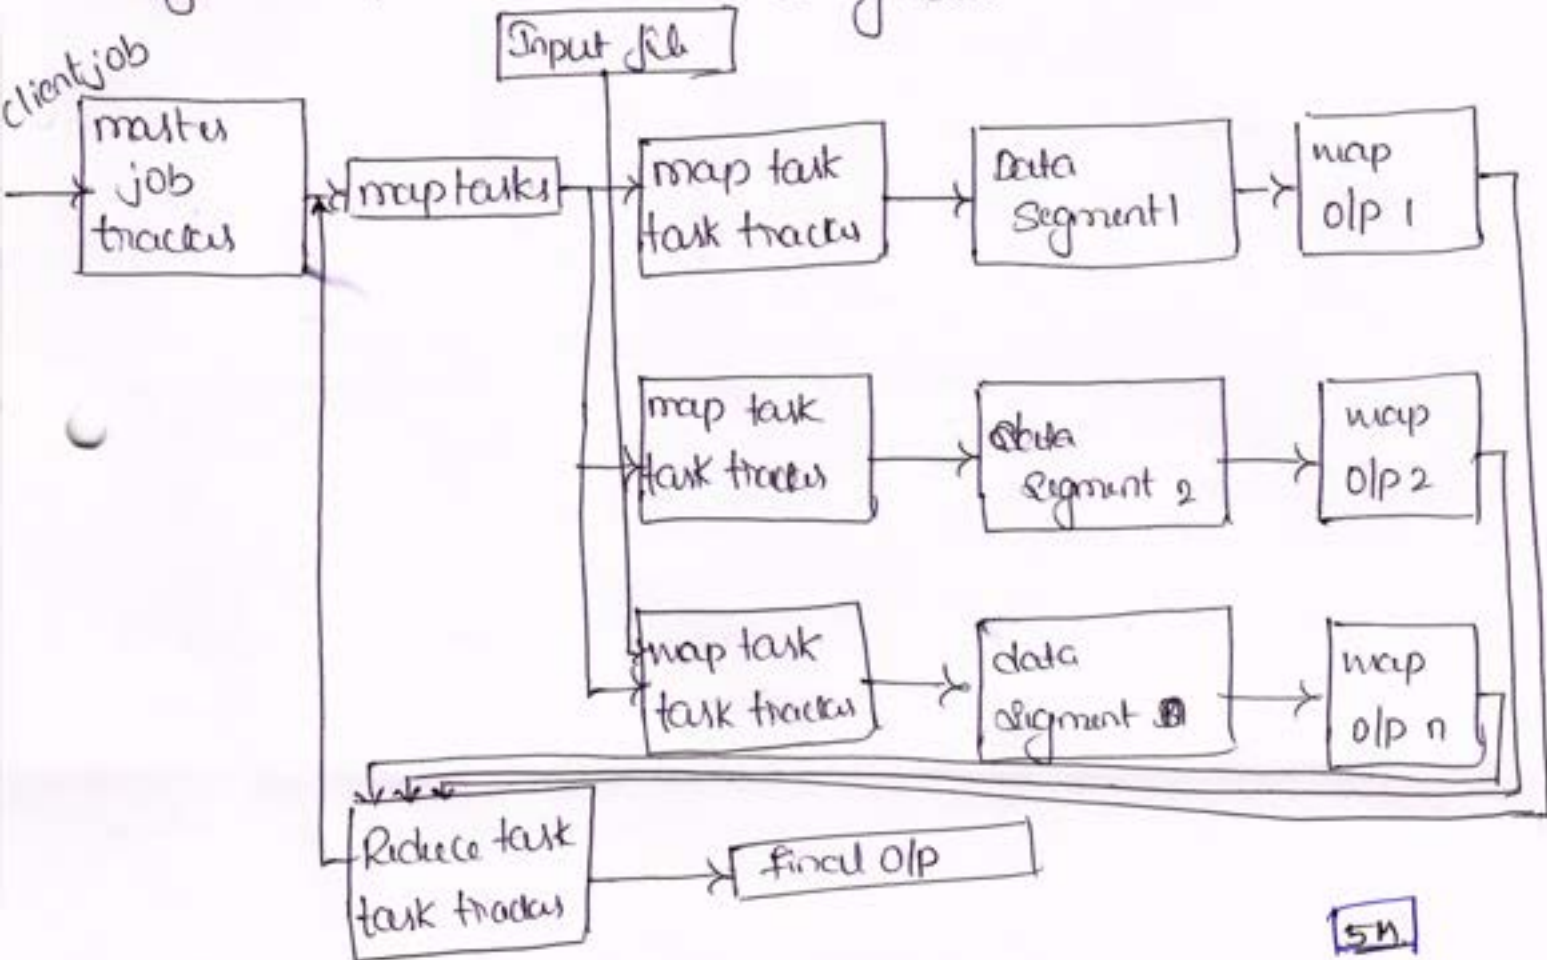 Input file
client job
master
job
tracker
map tasks
map task
task tracker
Data
Segment 1
map
O/P 1
map task
task tracker
data
segment 2
map
O/P 2
map task
task tracker
data
segment n
map
O/P n
Reduce task
task tracker
final O/P
5M